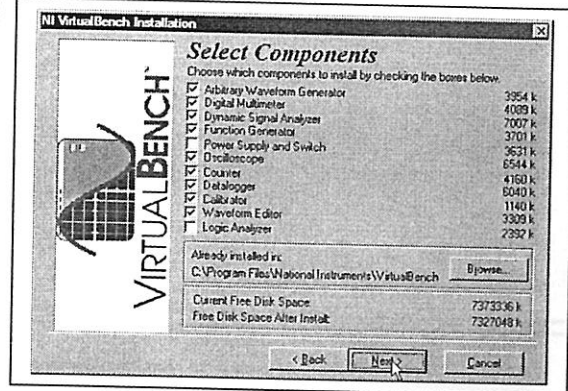 NI VirtualBench Installation
VIRTUALBENCH
Select Components
Choose which components to install by checking the boxes below.
Arbitrary Waveform Generator 3954 k
Digital Multimeter 4089 k
Dynamic Signal Analyzer 7007 k
Function Generator 3701 k
Power Supply and Switch 3631 k
Oscilloscope 6544 k
Counter 4160 k
Datalogger 6040 k
Calibrator 1140 k
Waveform Editor 3309 k
Logic Analyzer 2392 k
Already installed in:
C:\Program Files\National Instruments\VirtualBench Browse...
Current Free Disk Space: 7373336 k
Free Disk Space After Install: 7327048 k
< Back Next > Cancel